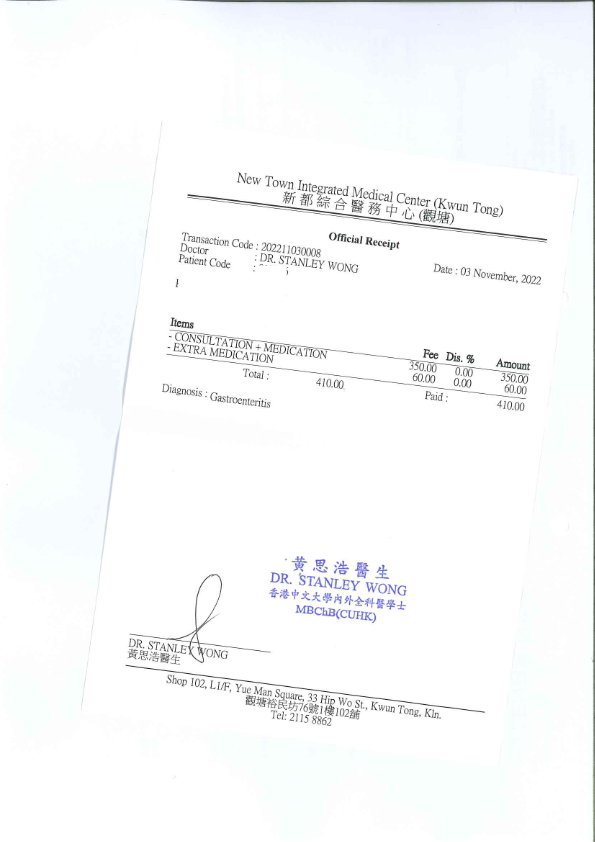 New Town Integrated Medical Center (Kwun Tong)
新都綜合醫務中心(觀塘)
Official Receipt
Transaction Code : 202211030008
Doctor : DR. STANLEY WONG
Date : 03 November, 2022
Patient Code :
Items Fee Dis. % Amount
- CONSULTATION + MEDICATION 350.00 0.00 350.00
- EXTRA MEDICATION 60.00 0.00 60.00
Total : 410.00 Paid : 410.00
Diagnosis : Gastroenteritis
黃思浩醫生
DR. STANLEY WONG
香港中文大學內外全科醫學士
MBChB(CUHK)
DR. STANLEY WONG
黃思浩醫生
Shop 102, L1/F, Yue Man Square, 33 Hip Wo St., Kwun Tong, Kln.
觀塘裕民坊76號1樓102舖
Tel: 2115 8862